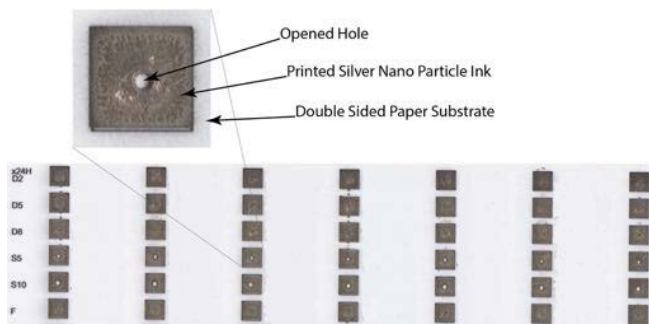 Opened Hole
Printed Silver Nano Particle Ink
Double Sided Paper Substrate
x24H
D2
D5
D8
S5
S10
F